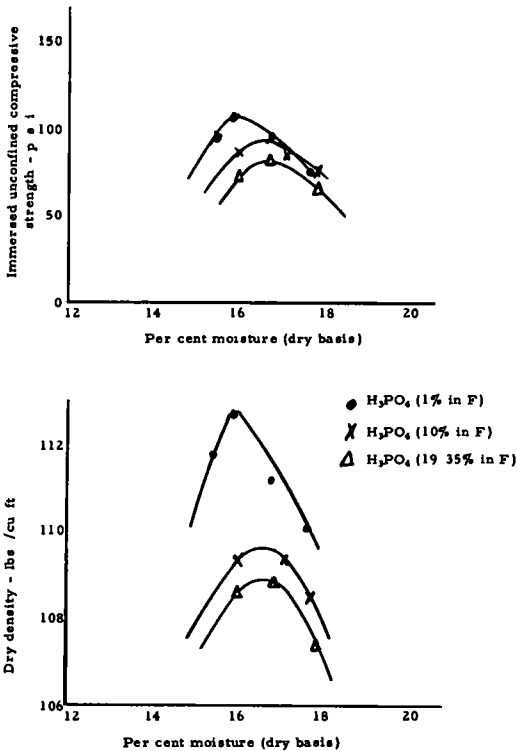 Immersed unconfined compressive
strength - p s i
150
100
50
0
12 14 16 18 20
Per cent moisture (dry basis)
H₃PO₄ (1% in F)
H₃PO₄ (10% in F)
H₃PO₄ (19 35% in F)
Dry density - lbs /cu ft
112
110
108
106
12 14 16 18 20
Per cent moisture (dry basis)